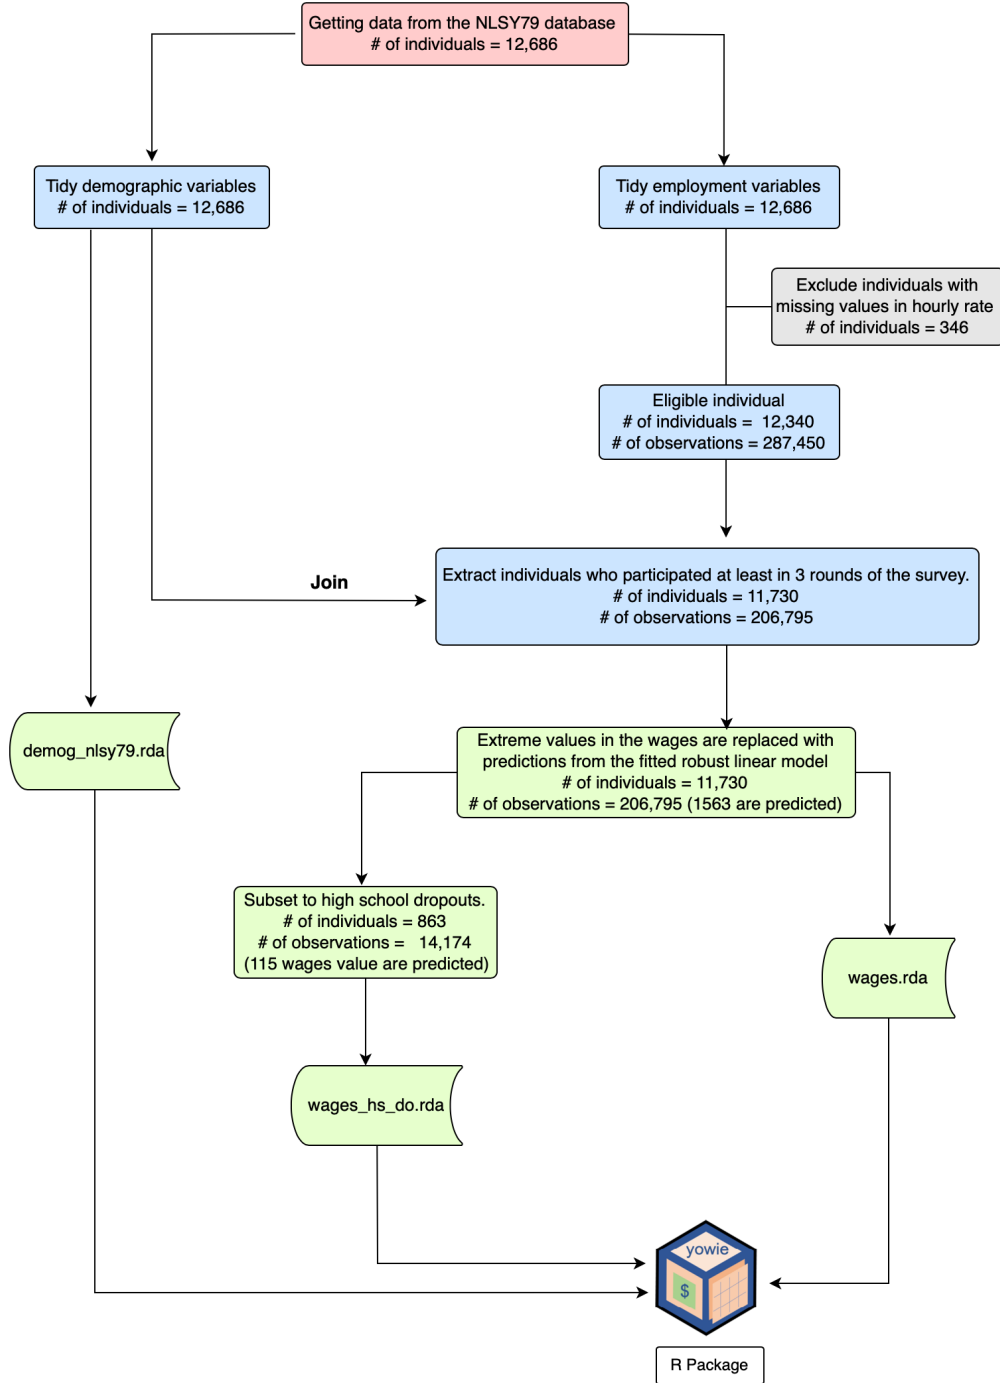 Getting data from the NLSY79 database
# of individuals = 12,686
Tidy demographic variables
# of individuals = 12,686
Tidy employment variables
# of individuals = 12,686
Exclude individuals with
missing values in hourly rate
# of individuals = 346
Eligible individual
# of individuals = 12,340
# of observations = 287,450
Join
Extract individuals who participated at least in 3 rounds of the survey.
# of individuals = 11,730
# of observations = 206,795
demog_nlsy79.rda
Extreme values in the wages are replaced with
predictions from the fitted robust linear model
# of individuals = 11,730
# of observations = 206,795 (1563 are predicted)
Subset to high school dropouts.
# of individuals = 863
# of observations = 14,174
(115 wages value are predicted)
wages.rda
wages_hs_do.rda
yowie
$
R Package